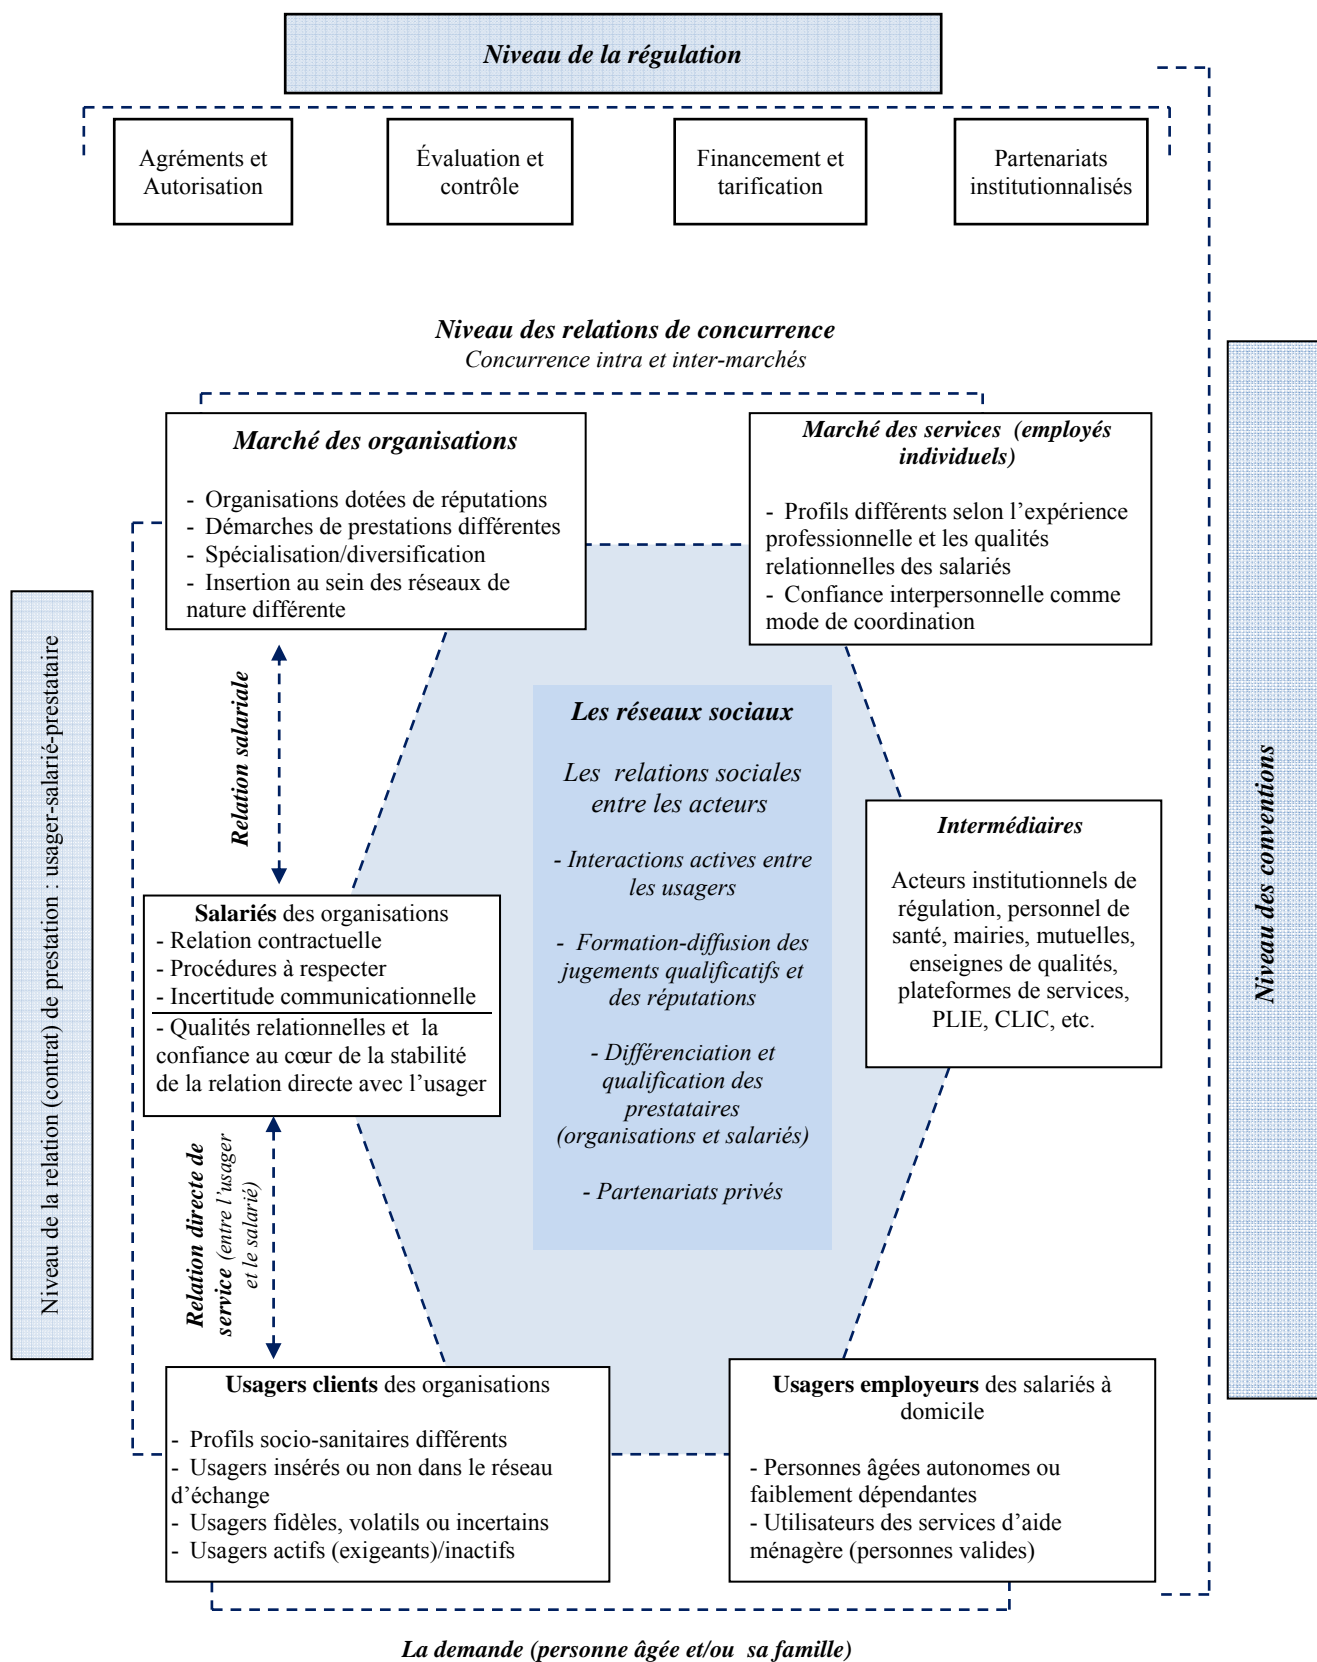 Niveau de la régulation
Agréments et
Autorisation
Évaluation et
contrôle
Financement et
tarification
Partenariats
institutionnalisés
Niveau des relations de concurrence
Concurrence intra et inter-marchés
Marché des organisations
- Organisations dotées de réputations
- Démarches de prestations différentes
- Spécialisation/diversification
- Insertion au sein des réseaux de
nature différente
Marché des services (employés
individuels)
- Profils différents selon l’expérience
professionnelle et les qualités
relationnelles des salariés
- Confiance interpersonnelle comme
mode de coordination
Niveau de la relation (contrat) de prestation : usager-salarié-prestataire
Relation salariale
Les réseaux sociaux
Les relations sociales
entre les acteurs
- Interactions actives entre
les usagers
- Formation-diffusion des
jugements qualificatifs et
des réputations
- Différenciation et
qualification des
prestataires
(organisations et salariés)
- Partenariats privés
Intermédiaires
Acteurs institutionnels de
régulation, personnel de
santé, mairies, mutuelles,
enseignes de qualités,
plateformes de services,
PLIE, CLIC, etc.
Niveau des conventions
Salariés des organisations
- Relation contractuelle
- Procédures à respecter
- Incertitude communicationnelle
- Qualités relationnelles et la
confiance au cœur de la stabilité
de la relation directe avec l’usager
Relation directe de
service (entre l’usager
et le salarié)
Usagers clients des organisations
- Profils socio-sanitaires différents
- Usagers insérés ou non dans le réseau
d’échange
- Usagers fidèles, volatils ou incertains
- Usagers actifs (exigeants)/inactifs
Usagers employeurs des salariés à
domicile
- Personnes âgées autonomes ou
faiblement dépendantes
- Utilisateurs des services d’aide
ménagère (personnes valides)
La demande (personne âgée et/ou sa famille)